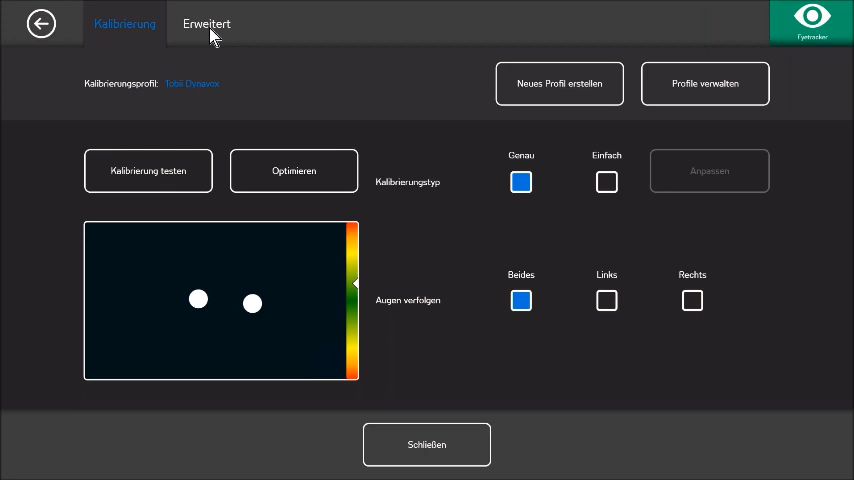 Kalibrierung
Erweitert
Eyetracker
Kalibrierungsprofil: Tobii Dynavox
Neues Profil erstellen
Profile verwalten
Kalibrierung testen
Optimieren
Kalibrierungstyp
Genau
Einfach
Anpassen
Augen verfolgen
Beides
Links
Rechts
Schließen